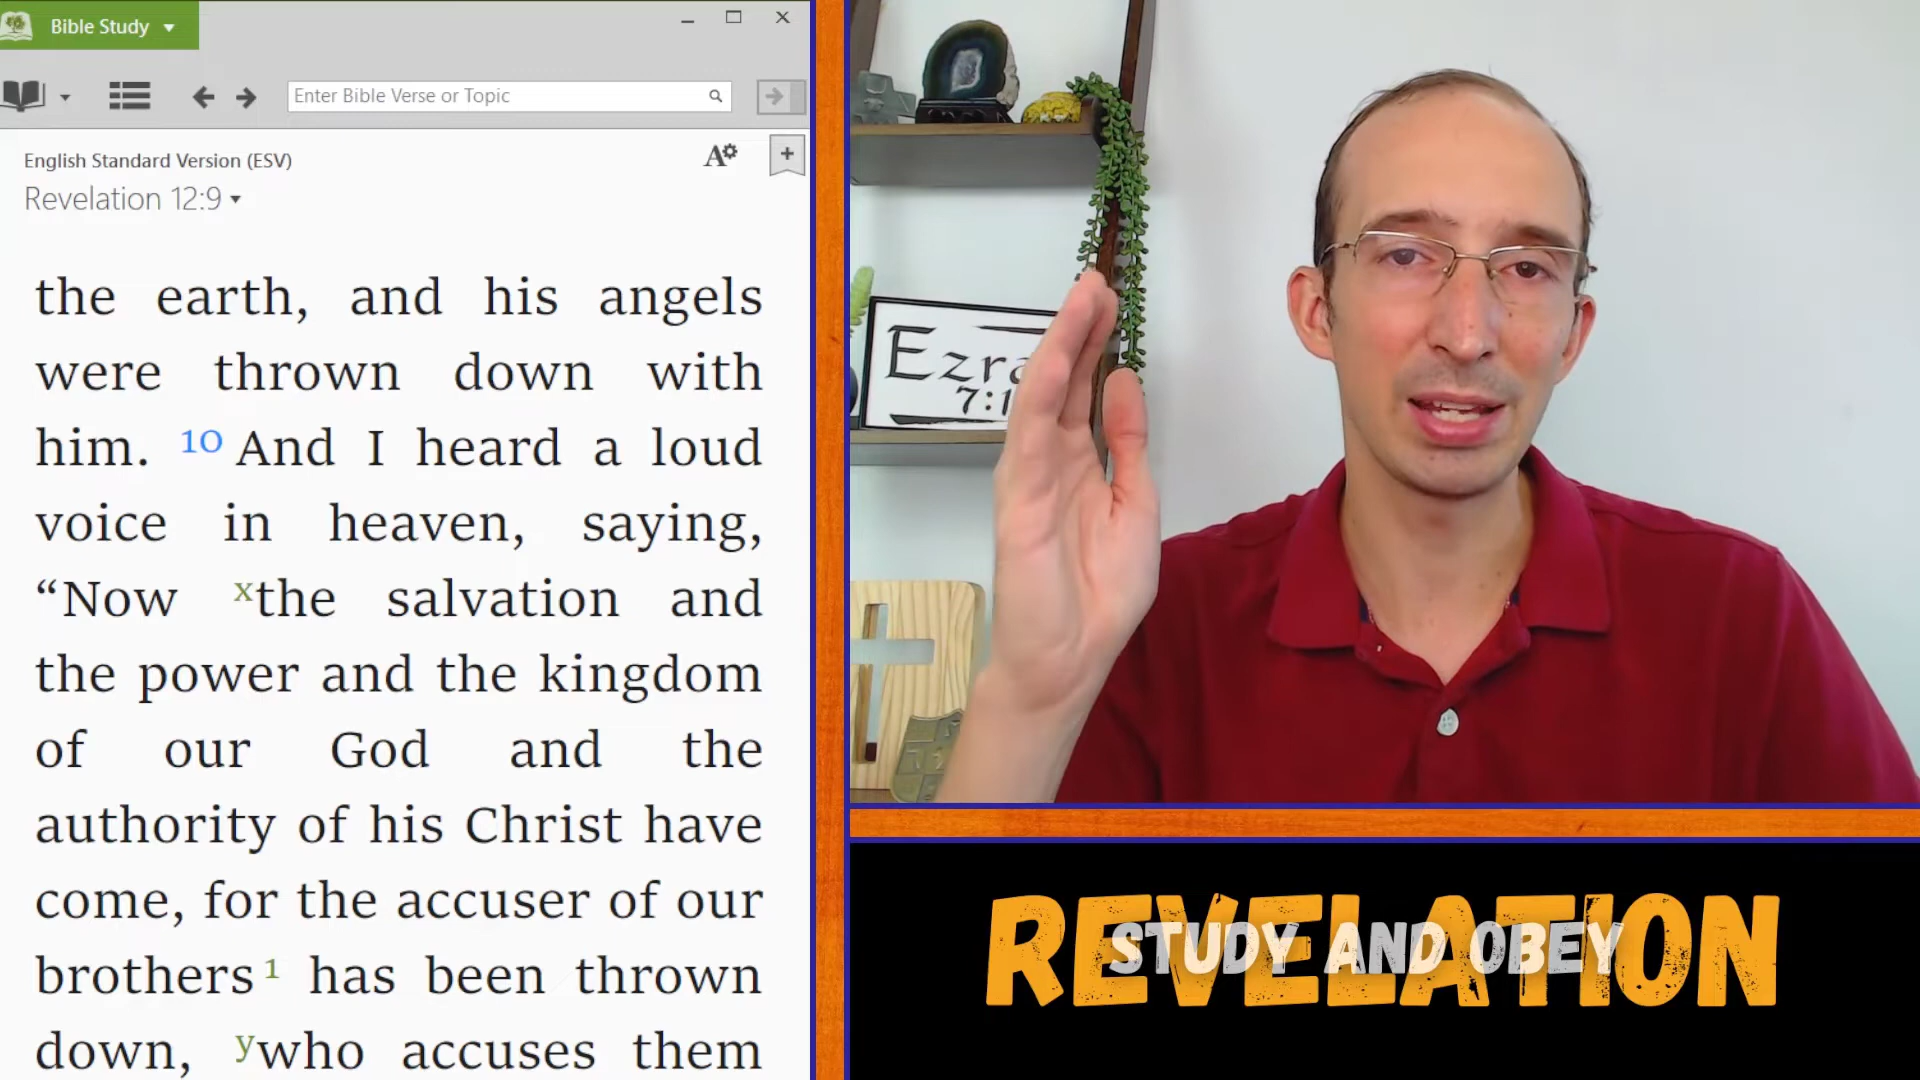 Bible Study
Enter Bible Verse or Topic
English Standard Version (ESV)
Revelation 12:9
the earth, and his angels
were thrown down with
him. 10 And I heard a loud
voice in heaven, saying,
“Now xthe salvation and
the power and the kingdom
of our God and the
authority of his Christ have
come, for the accuser of our
brothers1 has been thrown
down, ywho accuses them
REVELATION
STUDY AND OBEY